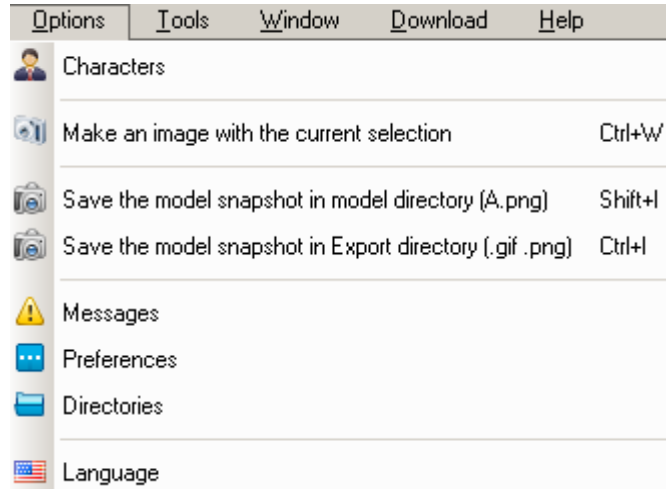 Options Tools Window Download Help
Characters
Make an image with the current selection Ctrl+W
Save the model snapshot in model directory (A.png) Shift+I
Save the model snapshot in Export directory (.gif .png) Ctrl+I
Messages
Preferences
Directories
Language